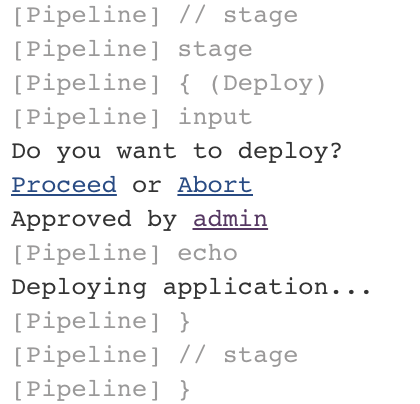 [Pipeline] // stage
[Pipeline] stage
[Pipeline] { (Deploy)
[Pipeline] input
Do you want to deploy?
Proceed or Abort
Approved by admin
[Pipeline] echo
Deploying application...
[Pipeline] }
[Pipeline] // stage
[Pipeline] }